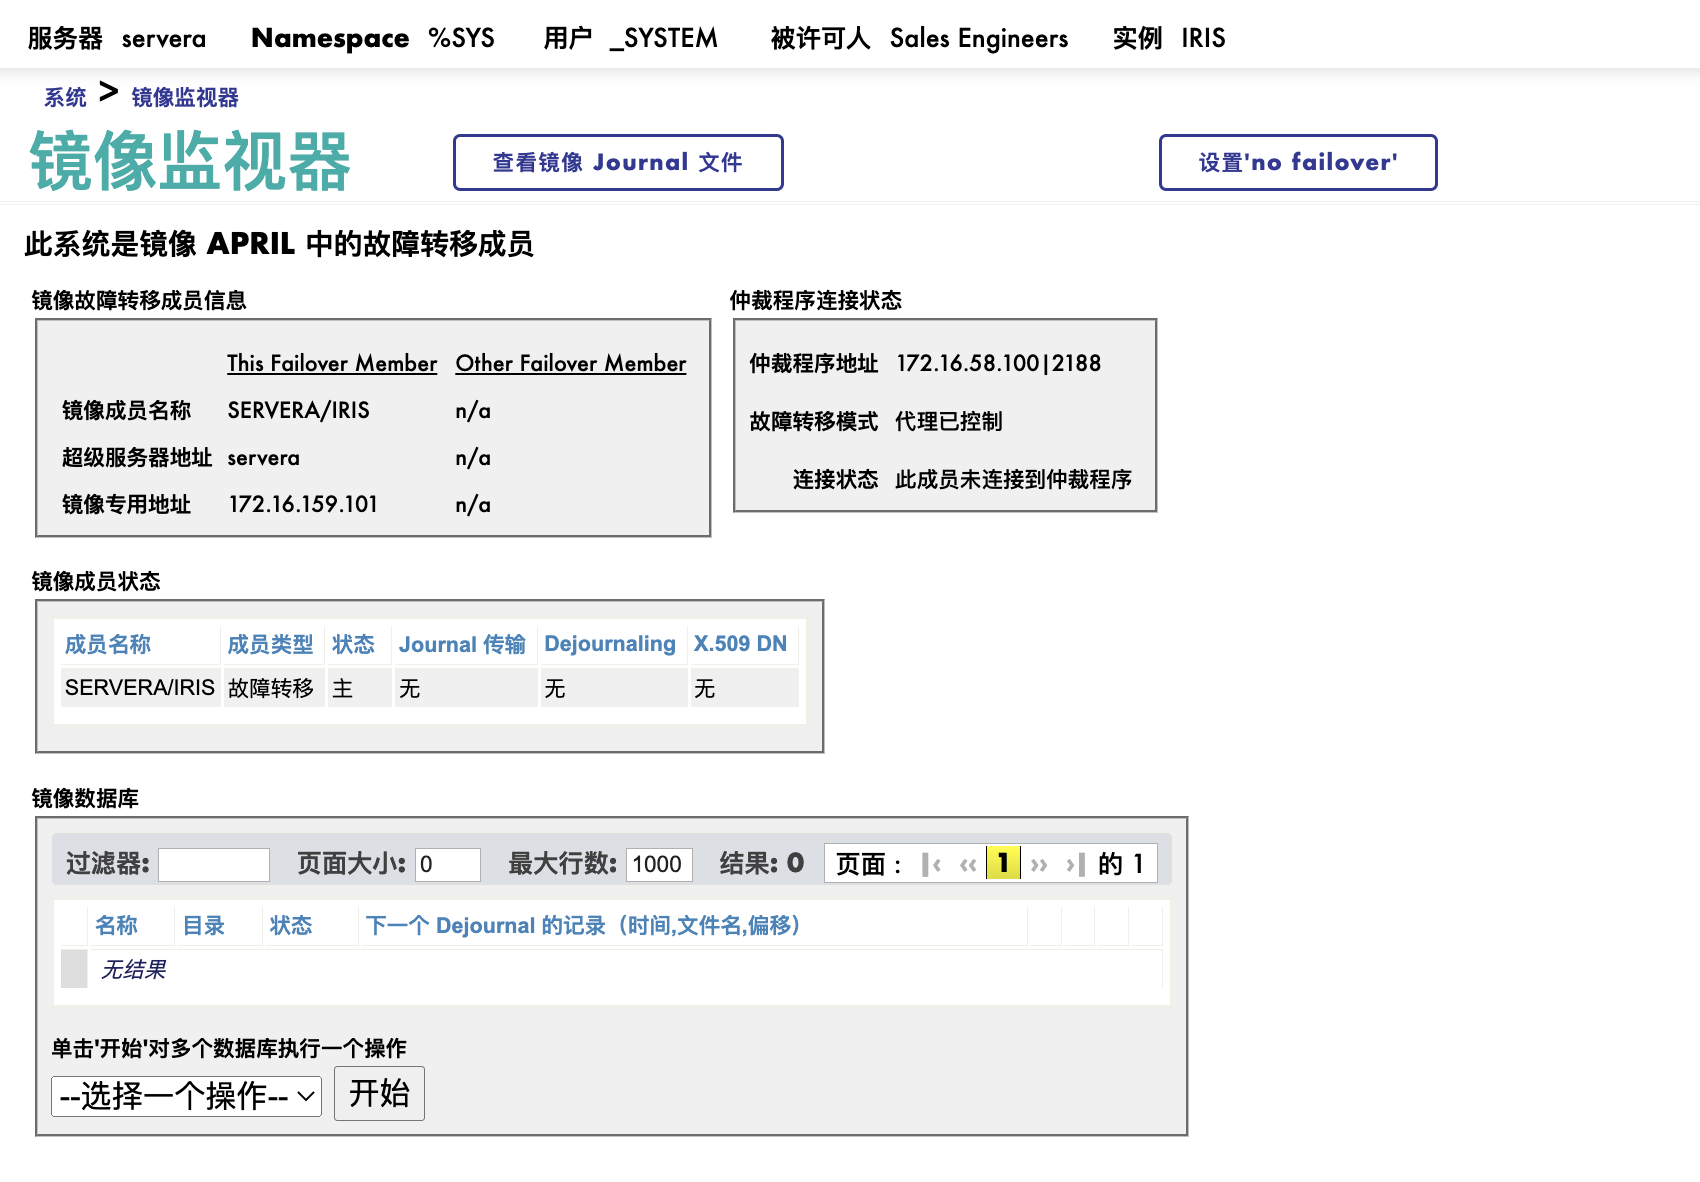 服务器 servera Namespace %SYS 用户 _SYSTEM 被许可人 Sales Engineers 实例 IRIS
系统 > 镜像监视器
镜像监视器 查看镜像 Journal 文件 设置'no failover'
此系统是镜像 APRIL 中的故障转移成员
镜像故障转移成员信息
This Failover Member Other Failover Member
镜像成员名称 SERVERA/IRIS n/a
超级服务器地址 servera n/a
镜像专用地址 172.16.159.101 n/a
仲裁程序连接状态
仲裁程序地址 172.16.58.100|2188
故障转移模式 代理已控制
连接状态 此成员未连接到仲裁程序
镜像成员状态
成员名称 成员类型 状态 Journal 传输 Dejournaling X.509 DN
SERVERA/IRIS 故障转移 主 无 无 无
镜像数据库
过滤器: 页面大小: 0 最大行数: 1000 结果: 0 页面： |‹ ‹‹ 1 ›› ›| 的 1
名称 目录 状态 下一个 Dejournal 的记录（时间,文件名,偏移）
无结果
单击'开始'对多个数据库执行一个操作
--选择一个操作-- 开始